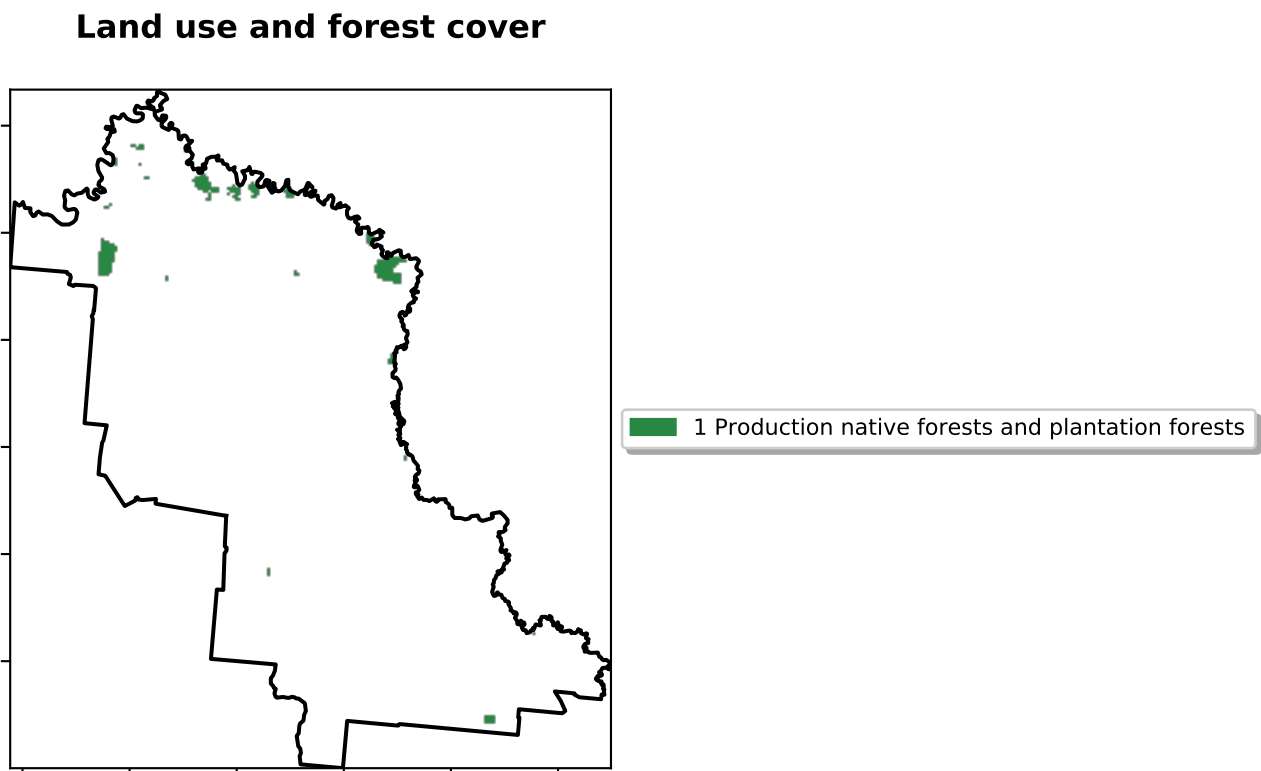 Land use and forest cover
1 Production native forests and plantation forests